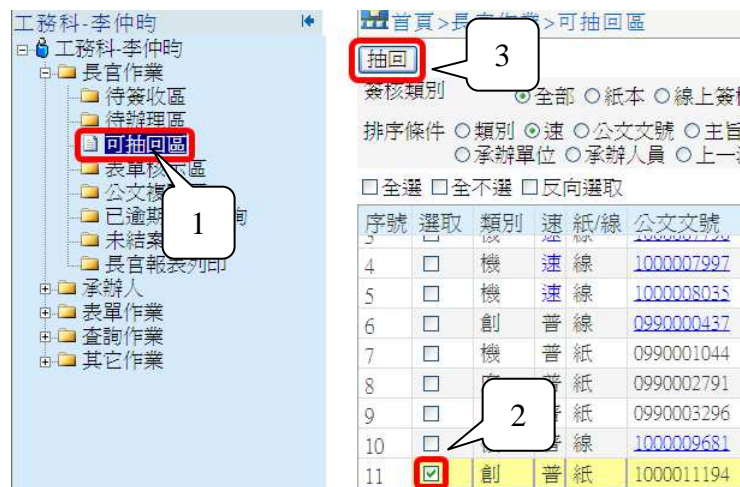 工務科-李仲昀
工務科-李仲昀
長官作業
待簽收區
待辦理區
可抽回區
表單核示區
公文複
已逾期 詢
未結案
長官報表列印
承辦人
表單作業
查詢作業
其它作業
1
首頁>長官作業>可抽回區
抽回
3
簽核類別 全部 紙本 線上簽核
排序條件 類別 速 公文文號 主旨
承辦單位 承辦人員 上一
全選 全不選 反向選取
序號 選取 類別 速 紙/線 公文文號
4 機 速 線 1000007997
5 機 速 線 1000008035
6 創 普 線 0990000437
7 機 普 紙 0990001044
8 普 紙 0990002791
9 紙 0990003296
10 線 1000009681
11 創 普 紙 1000011194
2